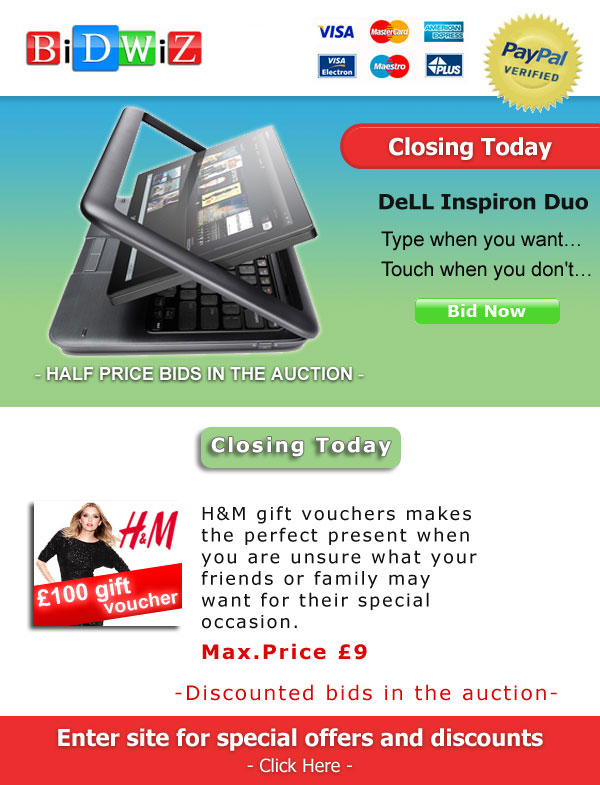 BiDWiZ
VISA
MasterCard
AMERICAN EXPRESS
VISA Electron
Maestro
PLUS
PayPal
VERIFIED
Closing Today
DeLL Inspiron Duo
Type when you want...
Touch when you don't...
Bid Now
- HALF PRICE BIDS IN THE AUCTION -
Closing Today
H&M
£100 gift
voucher
H&M gift vouchers makes
the perfect present when
you are unsure what your
friends or family may
want for their special
occasion.
Max.Price £9
-Discounted bids in the auction-
Enter site for special offers and discounts
- Click Here -